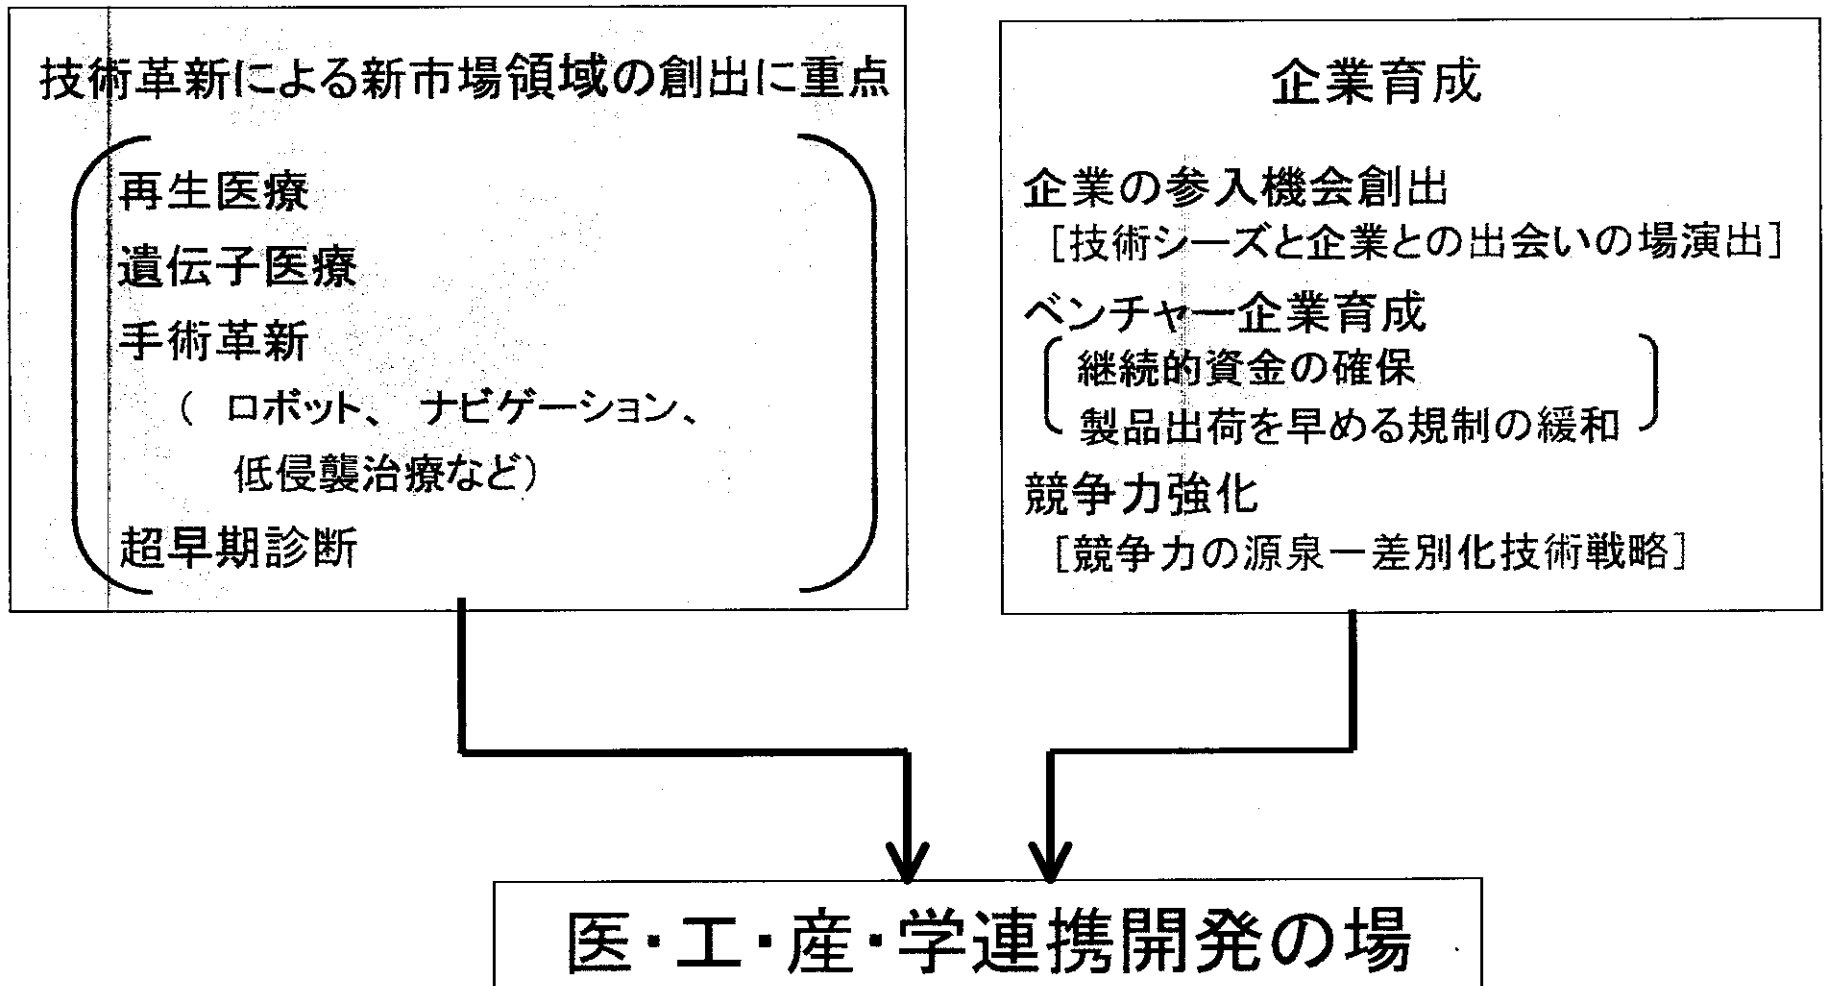 技術革新による新市場領域の創出に重点
再生医療
遺伝子医療
手術革新
( ロボット、 ナビゲーション、
低侵襲治療など)
超早期診断
企業育成
企業の参入機会創出
[技術シーズと企業との出会いの場演出]
ベンチャー企業育成
継続的資金の確保
製品出荷を早める規制の緩和
競争力強化
[競争力の源泉ー差別化技術戦略]
医・工・産・学連携開発の場